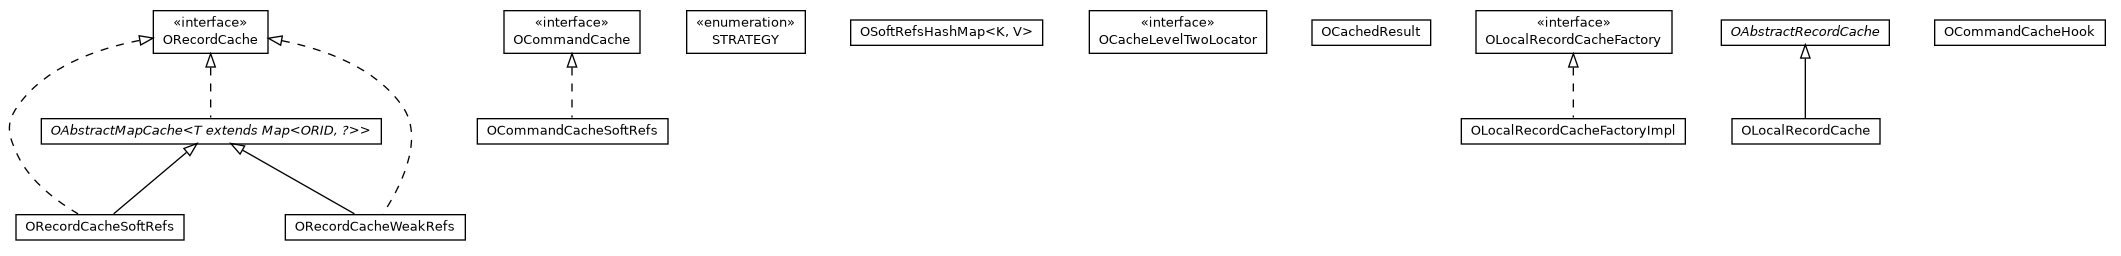 «interface»
ORecordCache
«interface»
OCommandCache
«enumeration»
STRATEGY
OSoftRefsHashMap<K, V>
«interface»
OCacheLevelTwoLocator
OCachedResult
«interface»
OLocalRecordCacheFactory
OAbstractRecordCache
OCommandCacheHook
OAbstractMapCache<T extends Map<ORID, ?>>
OCommandCacheSoftRefs
OLocalRecordCacheFactoryImpl
OLocalRecordCache
ORecordCacheSoftRefs
ORecordCacheWeakRefs